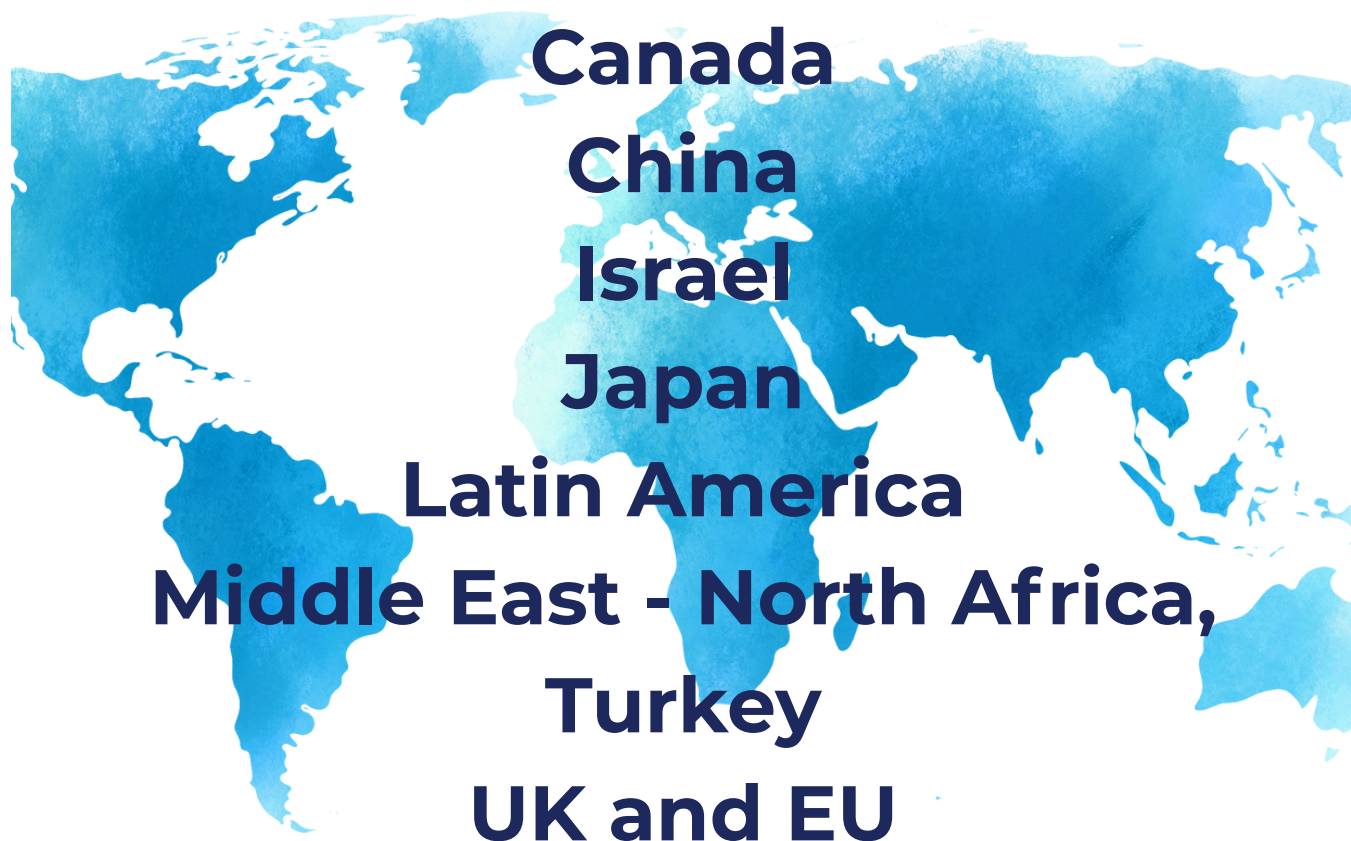 Canada
China
Israel
Japan
Latin America
Middle East - North Africa,
Turkey
UK and EU